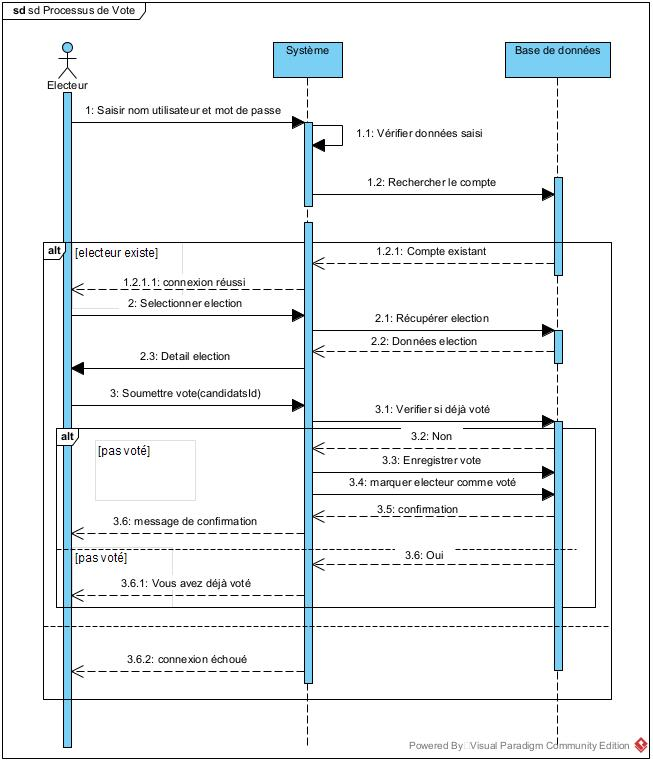 sd sd Processus de Vote
Système
Base de données
Electeur
1: Saisir nom utilisateur et mot de passe
1.1: Vérifier données saisi
1.2: Rechercher le compte
alt
[electeur existe]
1.2.1: Compte existant
1.2.1.1: connexion réussi
2: Selectionner election
2.1: Récupérer election
2.2: Données election
2.3: Detail election
3: Soumettre vote(candidatsId)
3.1: Verifier si déjà voté
alt
3.2: Non
[pas voté]
3.3: Enregistrer vote
3.4: marquer electeur comme voté
3.5: confirmation
3.6: message de confirmation
[pas voté]
3.6: Oui
3.6.1: Vous avez déjà voté
3.6.2: connexion échoué
Powered By Visual Paradigm Community Edition